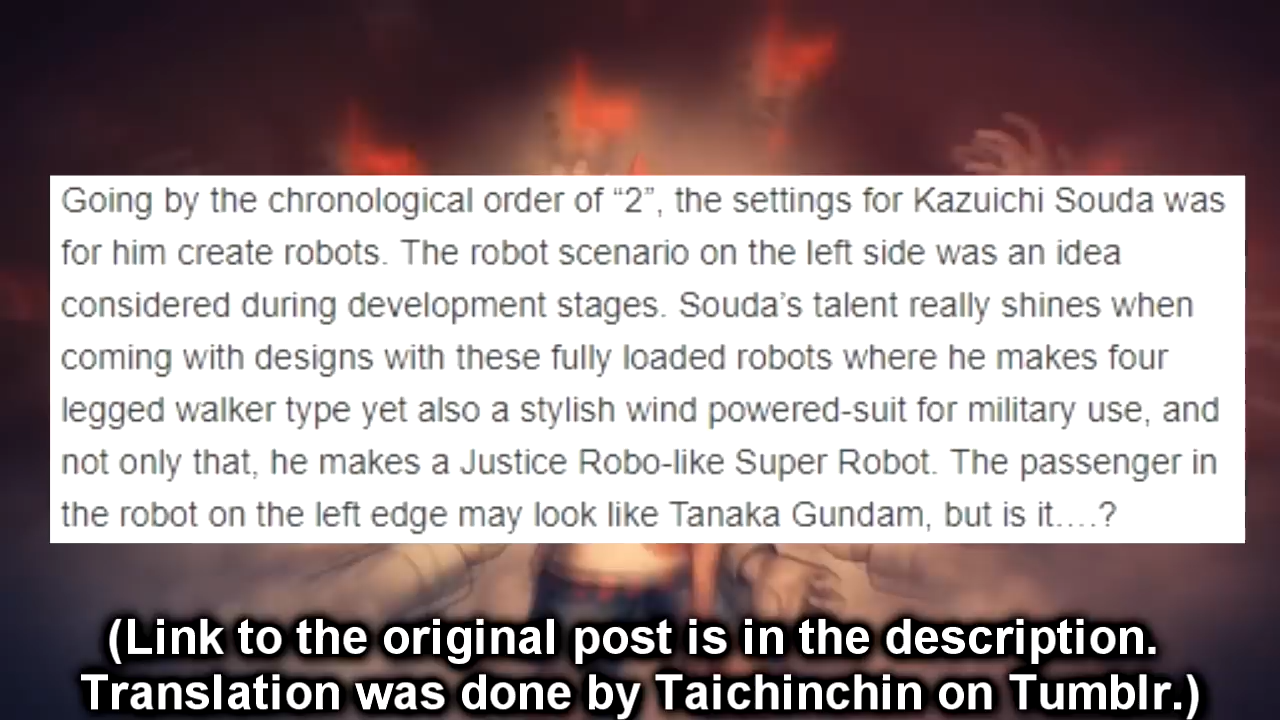 Going by the chronological order of “2”, the settings for Kazuichi Souda was
for him create robots. The robot scenario on the left side was an idea
considered during development stages. Souda’s talent really shines when
coming with designs with these fully loaded robots where he makes four
legged walker type yet also a stylish wind powered-suit for military use, and
not only that, he makes a Justice Robo-like Super Robot. The passenger in
the robot on the left edge may look like Tanaka Gundam, but is it....?
(Link to the original post is in the description.
Translation was done by Taichinchin on Tumblr.)